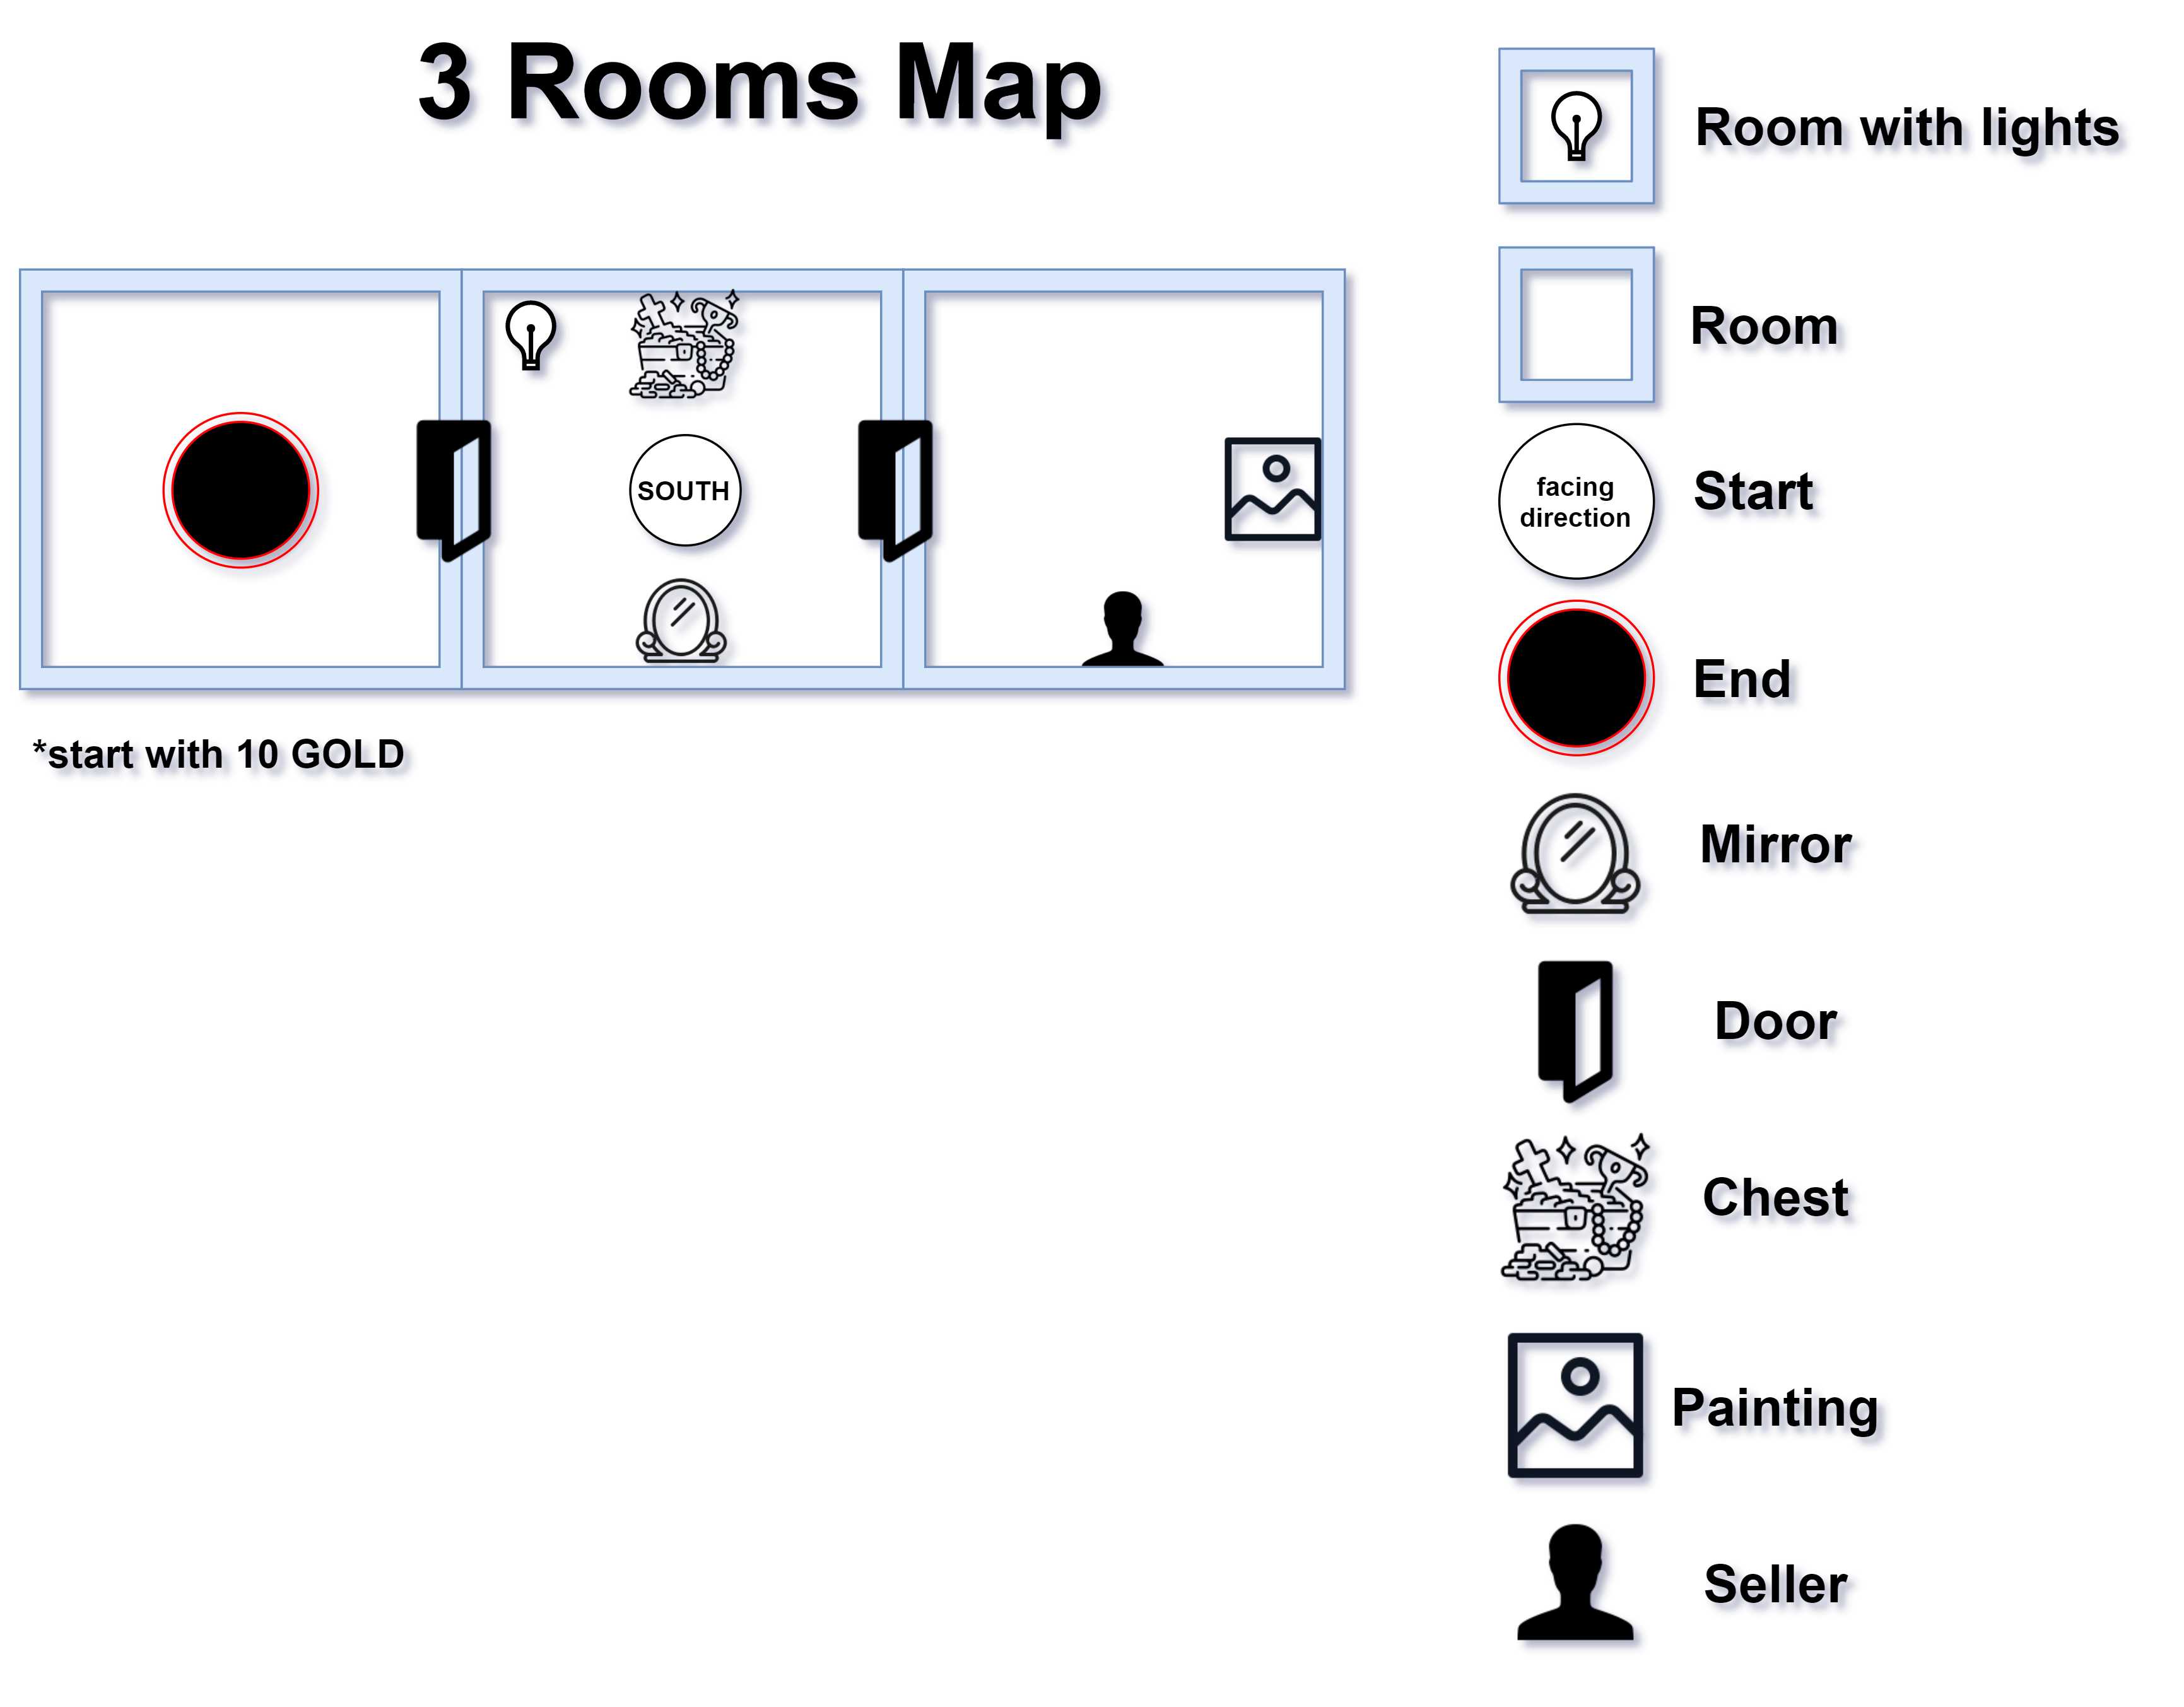 3 Rooms Map
SOUTH
*start with 10 GOLD
Room with lights
Room
facing
direction
Start
End
Mirror
Door
Chest
Painting
Seller